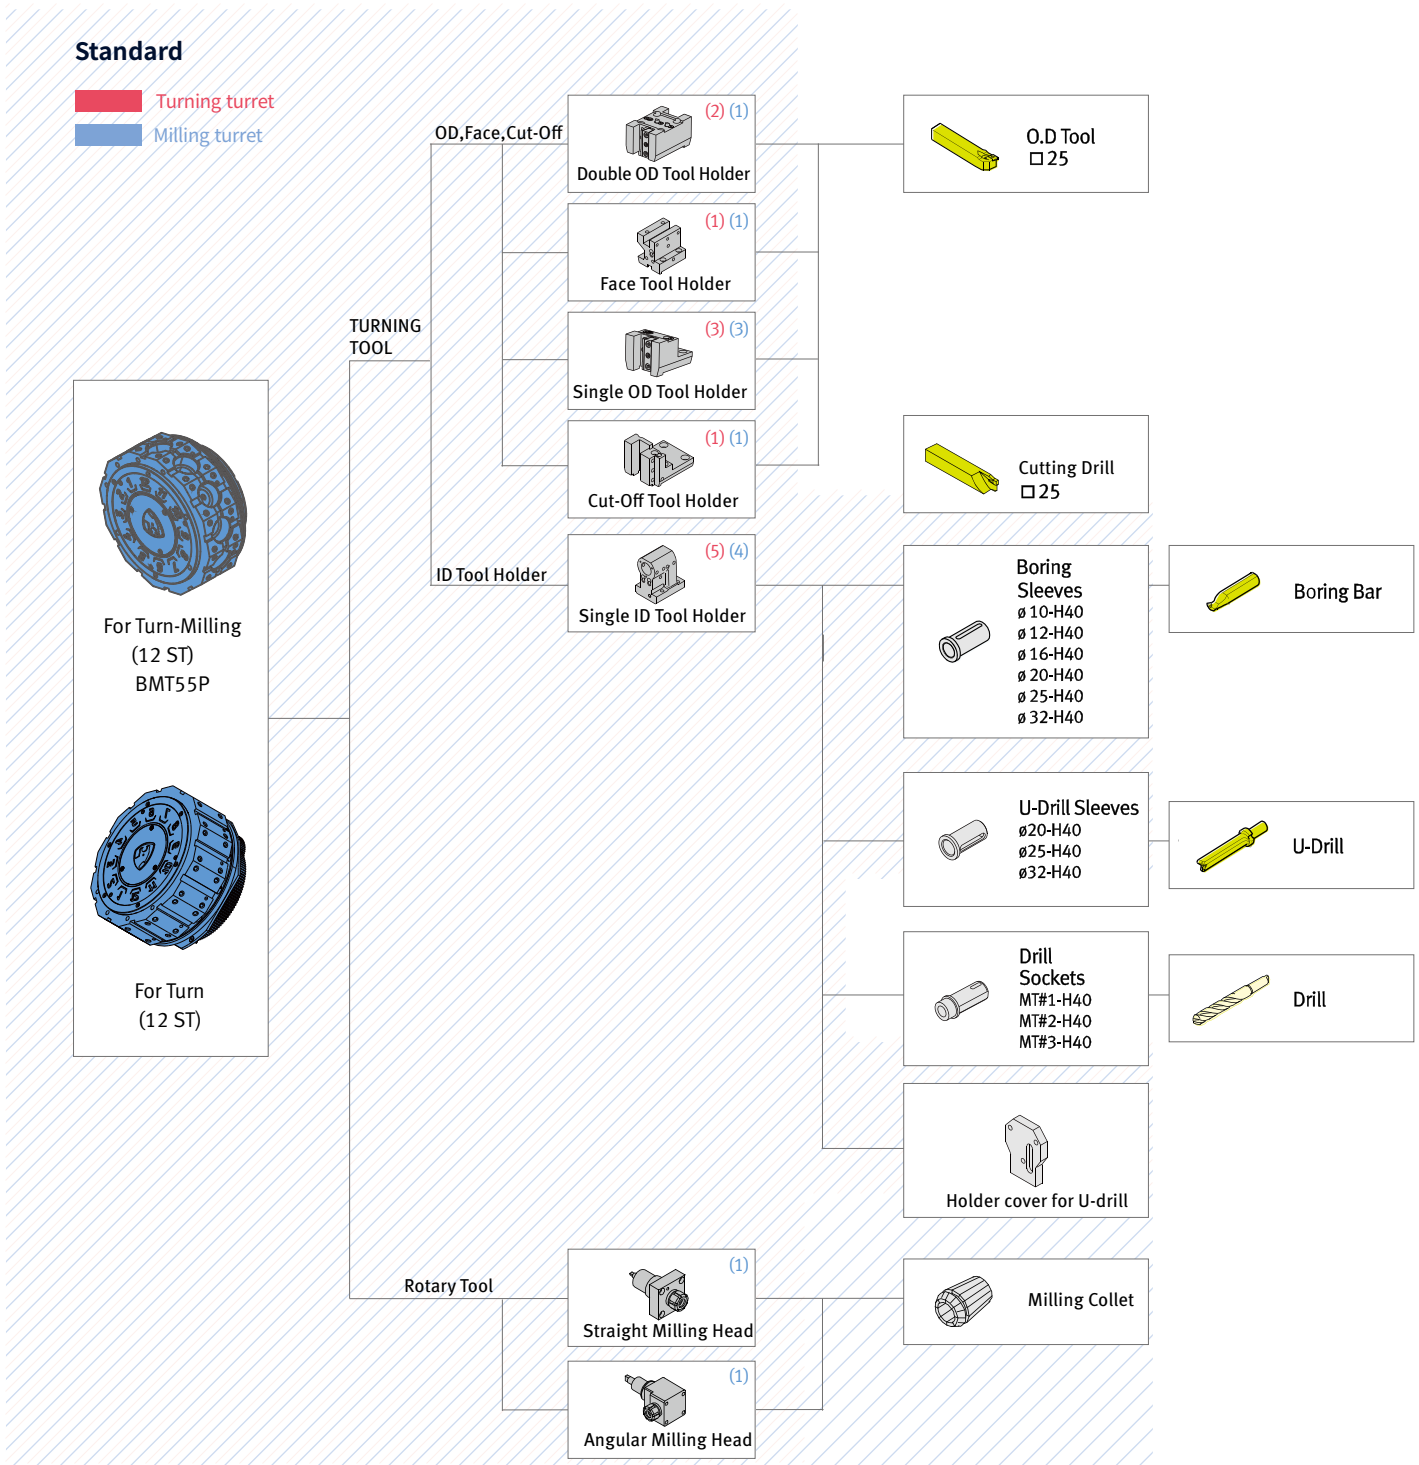 Standard
Turning turret
Milling turret
OD,Face,Cut-Off
(2) (1)
Double OD Tool Holder
O.D Tool
□ 25
(1) (1)
Face Tool Holder
TURNING
TOOL
(3) (3)
Single OD Tool Holder
(1) (1)
Cut-Off Tool Holder
Cutting Drill
□ 25
ID Tool Holder
(5) (4)
Single ID Tool Holder
Boring
Sleeves
ø 10-H40
ø 12-H40
ø 16-H40
ø 20-H40
ø 25-H40
ø 32-H40
Boring Bar
For Turn-Milling
(12 ST)
BMT55P
U-Drill Sleeves
ø20-H40
ø25-H40
ø32-H40
U-Drill
For Turn
(12 ST)
Drill
Sockets
MT#1-H40
MT#2-H40
MT#3-H40
Drill
Holder cover for U-drill
Rotary Tool
(1)
Straight Milling Head
Milling Collet
(1)
Angular Milling Head